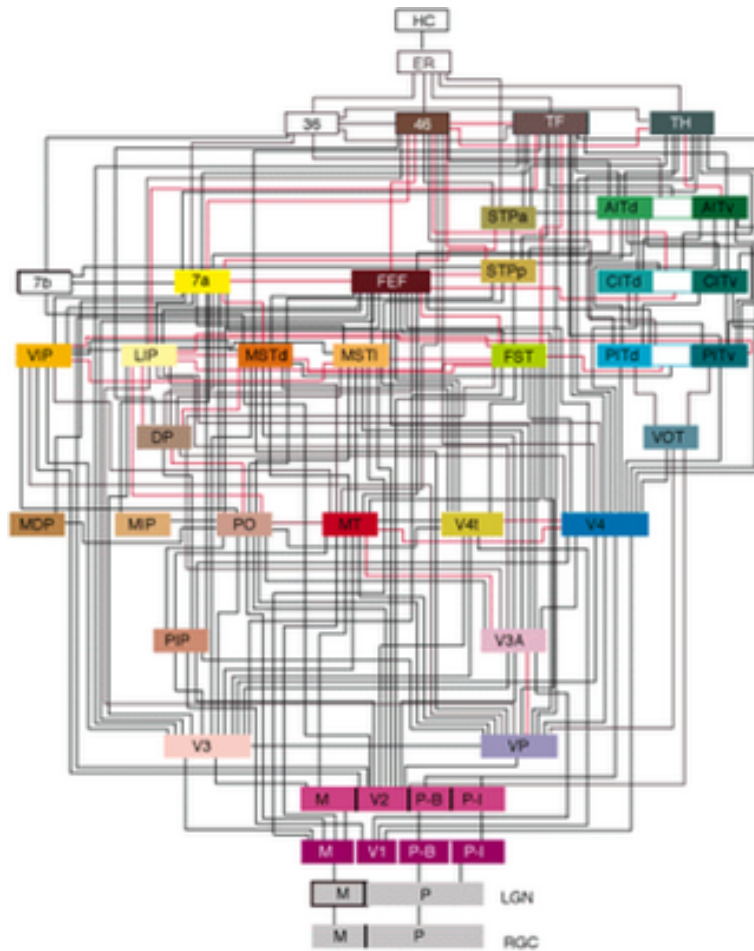 HC
ER
36 46 TF TH
STPa AITd AITv
7b 7a FEF STPp CITd CITv
VIP LIP MSTd MSTl FST PITd PITv
DP VOT
MDP MIP PO MT V4t V4
PIP V3A
V3 VP
M V2 P-B P-I
M V1 P-B P-I
M P LGN
M P RGC